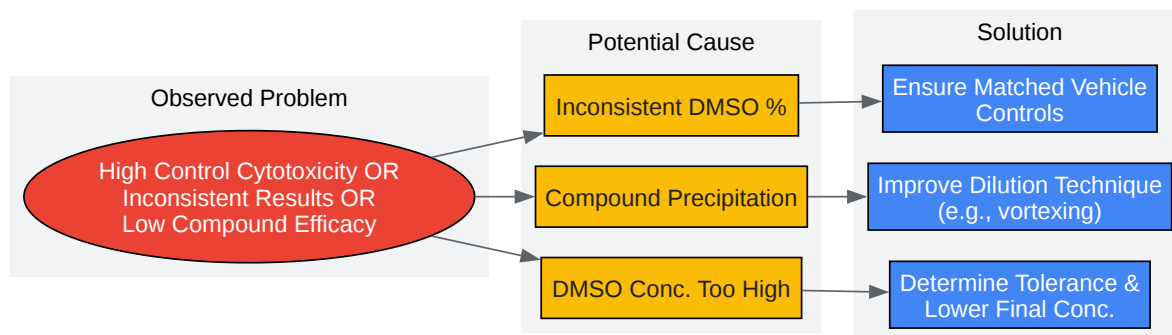 Observed Problem
High Control Cytotoxicity OR
Inconsistent Results OR
Low Compound Efficacy
Potential Cause
Inconsistent DMSO %
Compound Precipitation
DMSO Conc. Too High
Solution
Ensure Matched Vehicle
Controls
Improve Dilution Technique
(e.g., vortexing)
Determine Tolerance &
Lower Final Conc.